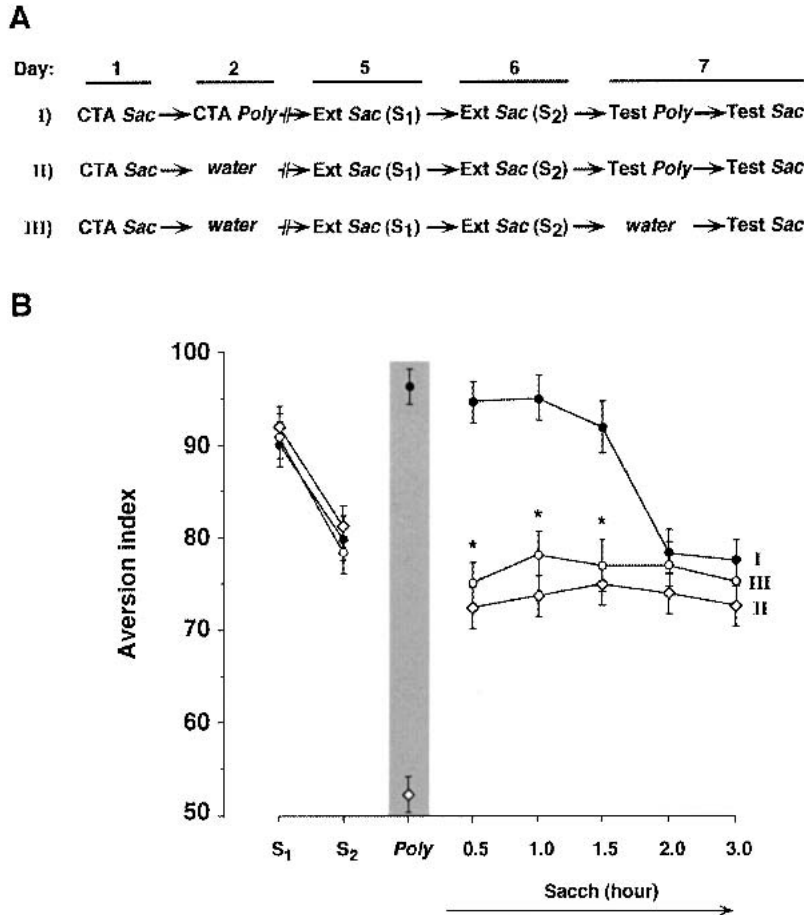 A
Day: 1 2 5 6 7
I) CTA Sac → CTA Poly -//→ Ext Sac (S₁) → Ext Sac (S₂) → Test Poly → Test Sac
II) CTA Sac → water -//→ Ext Sac (S₁) → Ext Sac (S₂) → Test Poly → Test Sac
III) CTA Sac → water -//→ Ext Sac (S₁) → Ext Sac (S₂) → water → Test Sac
B
Aversion index
100
90
80
70
60
50
* * *
I
III
II
S₁ S₂ Poly 0.5 1.0 1.5 2.0 3.0
Sacch (hour)